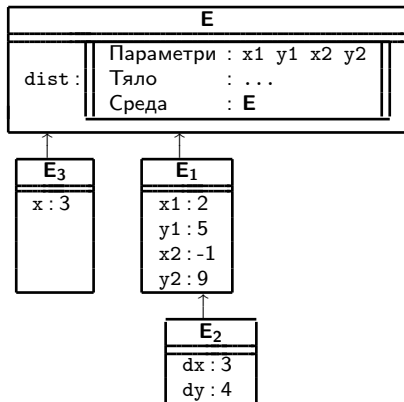 E
Параметри : x1 y1 x2 y2
dist : Тяло : ...
Среда : E
E3 E1
x : 3 x1 : 2
y1 : 5
x2 : -1
y2 : 9
E2
dx : 3
dy : 4